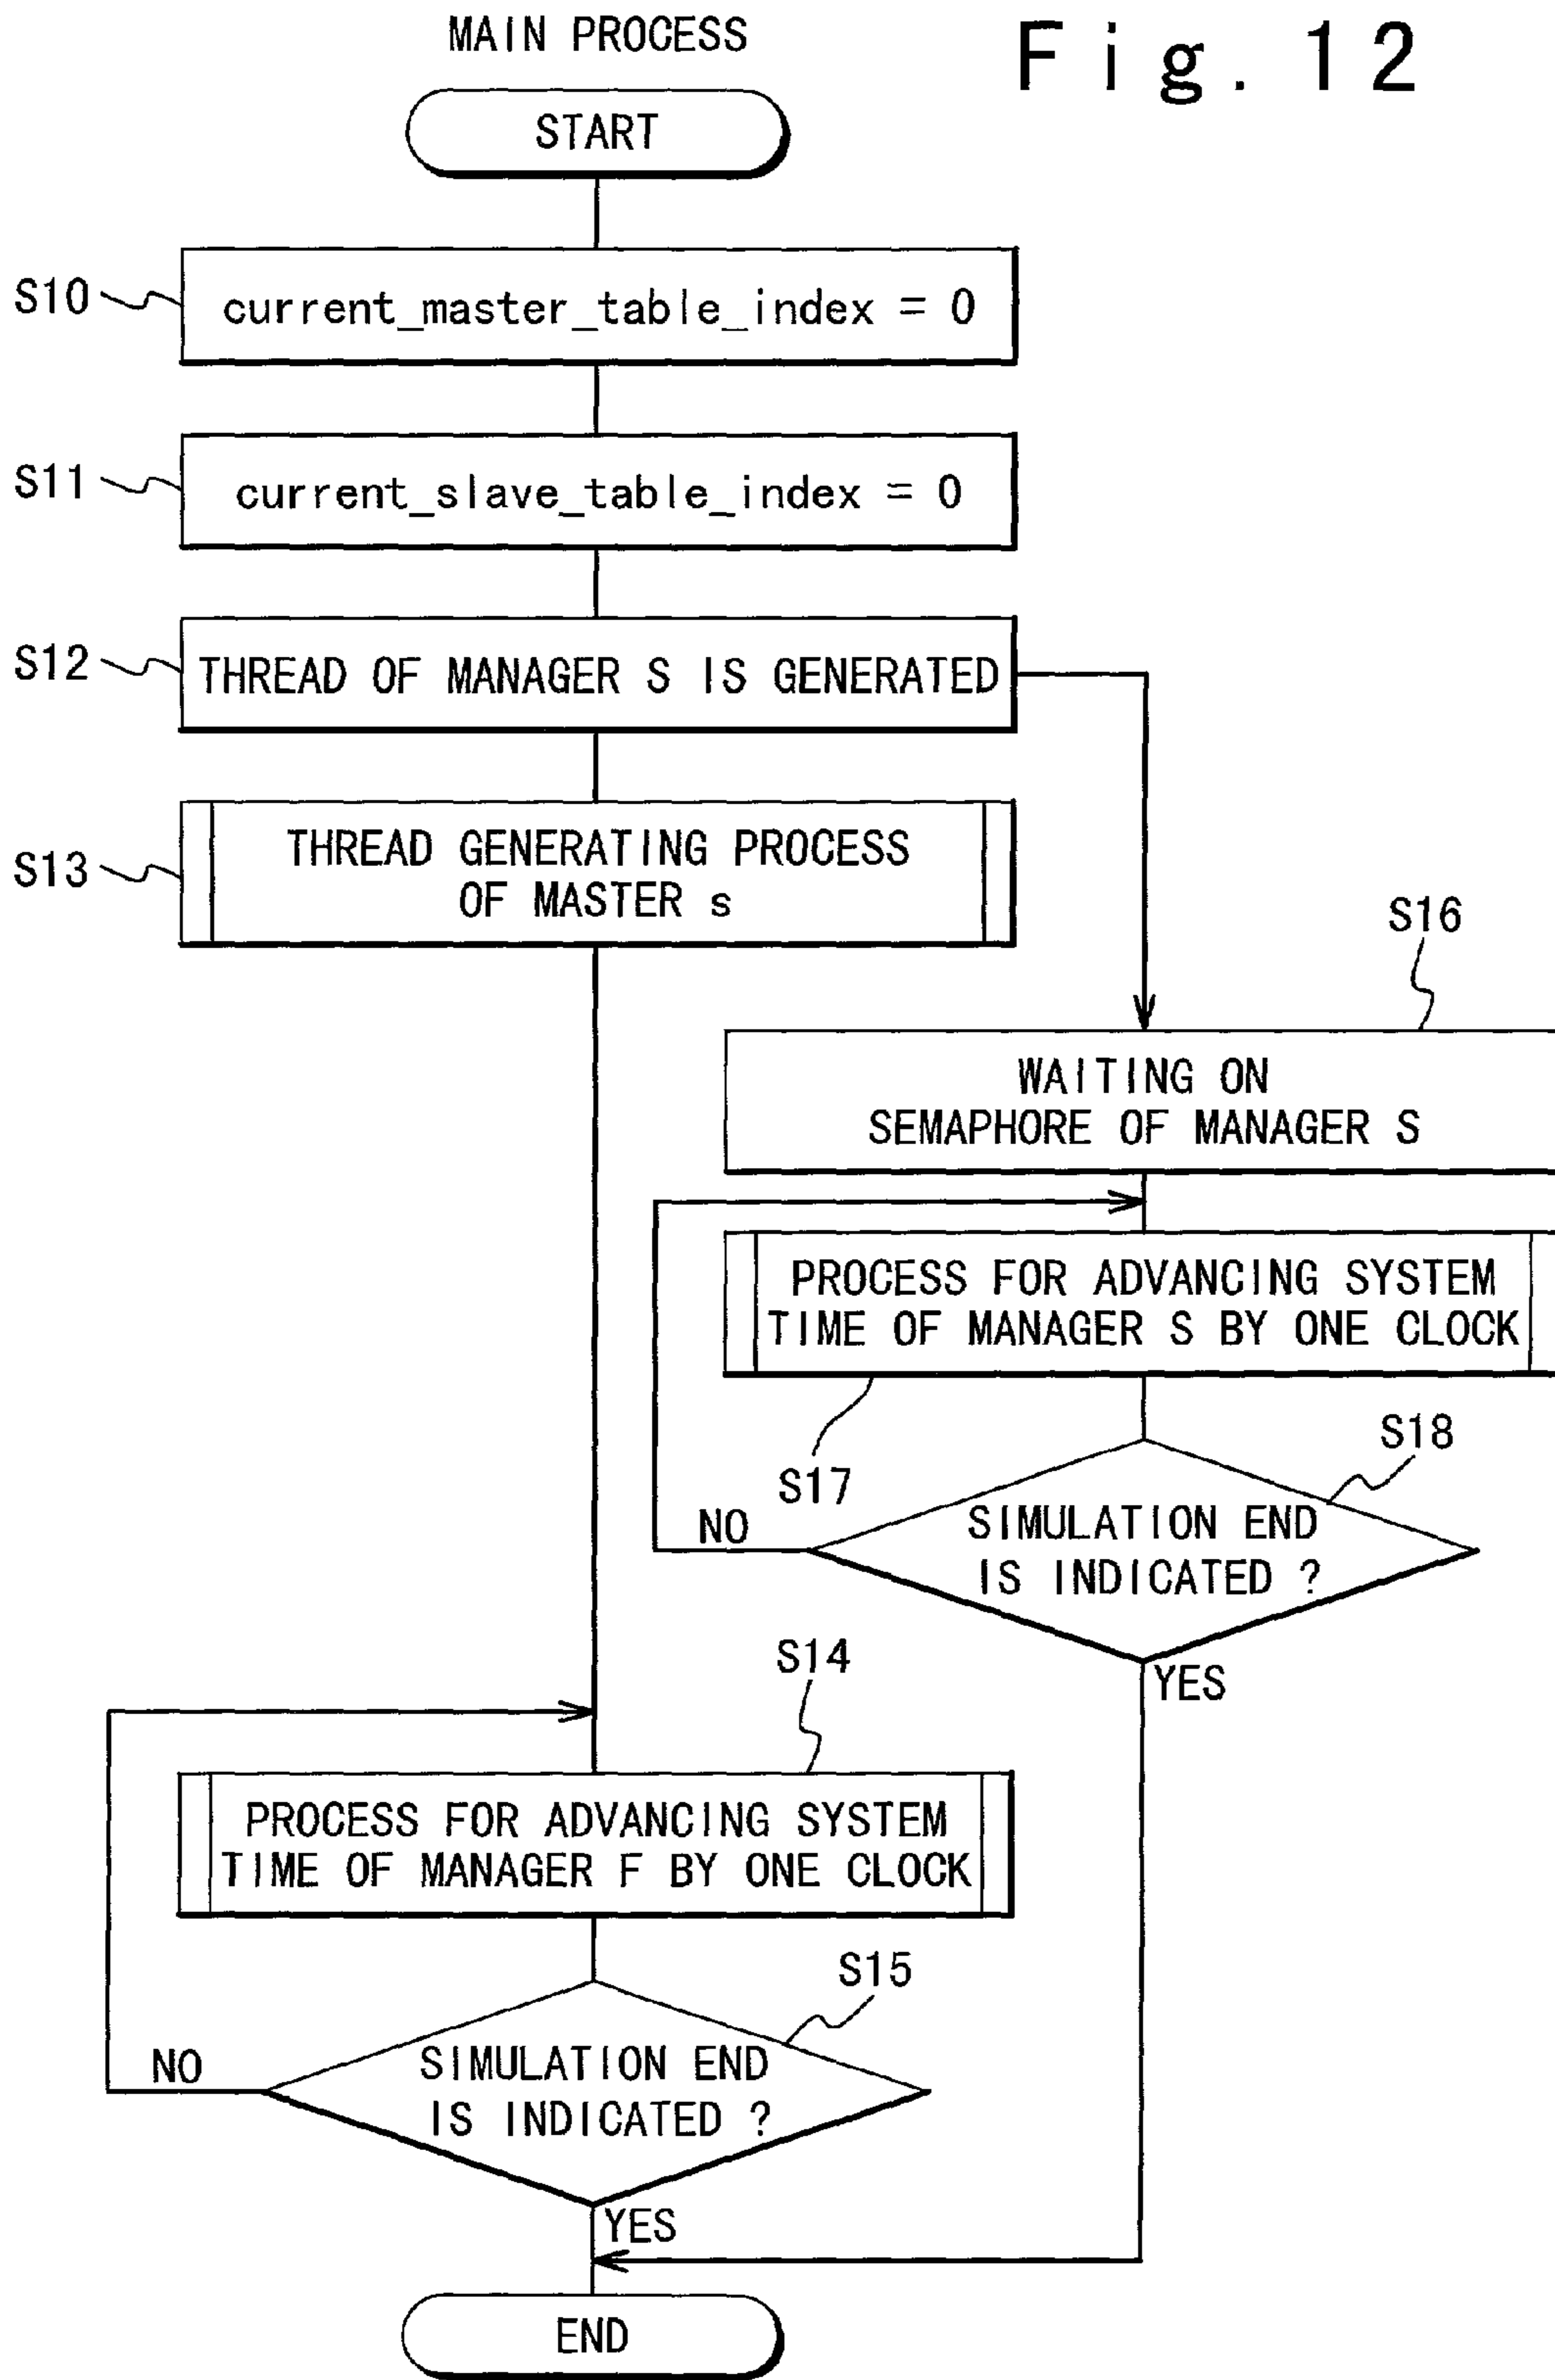 MAIN PROCESS
Fig. 12
START
S10
current_master_table_index = 0
S11
current_slave_table_index = 0
S12
THREAD OF MANAGER S IS GENERATED
S13
THREAD GENERATING PROCESS
OF MASTER s
S16
WAITING ON
SEMAPHORE OF MANAGER S
PROCESS FOR ADVANCING SYSTEM
TIME OF MANAGER S BY ONE CLOCK
S17
S18
SIMULATION END
IS INDICATED ?
NO
YES
S14
PROCESS FOR ADVANCING SYSTEM
TIME OF MANAGER F BY ONE CLOCK
S15
SIMULATION END
IS INDICATED ?
NO
YES
END